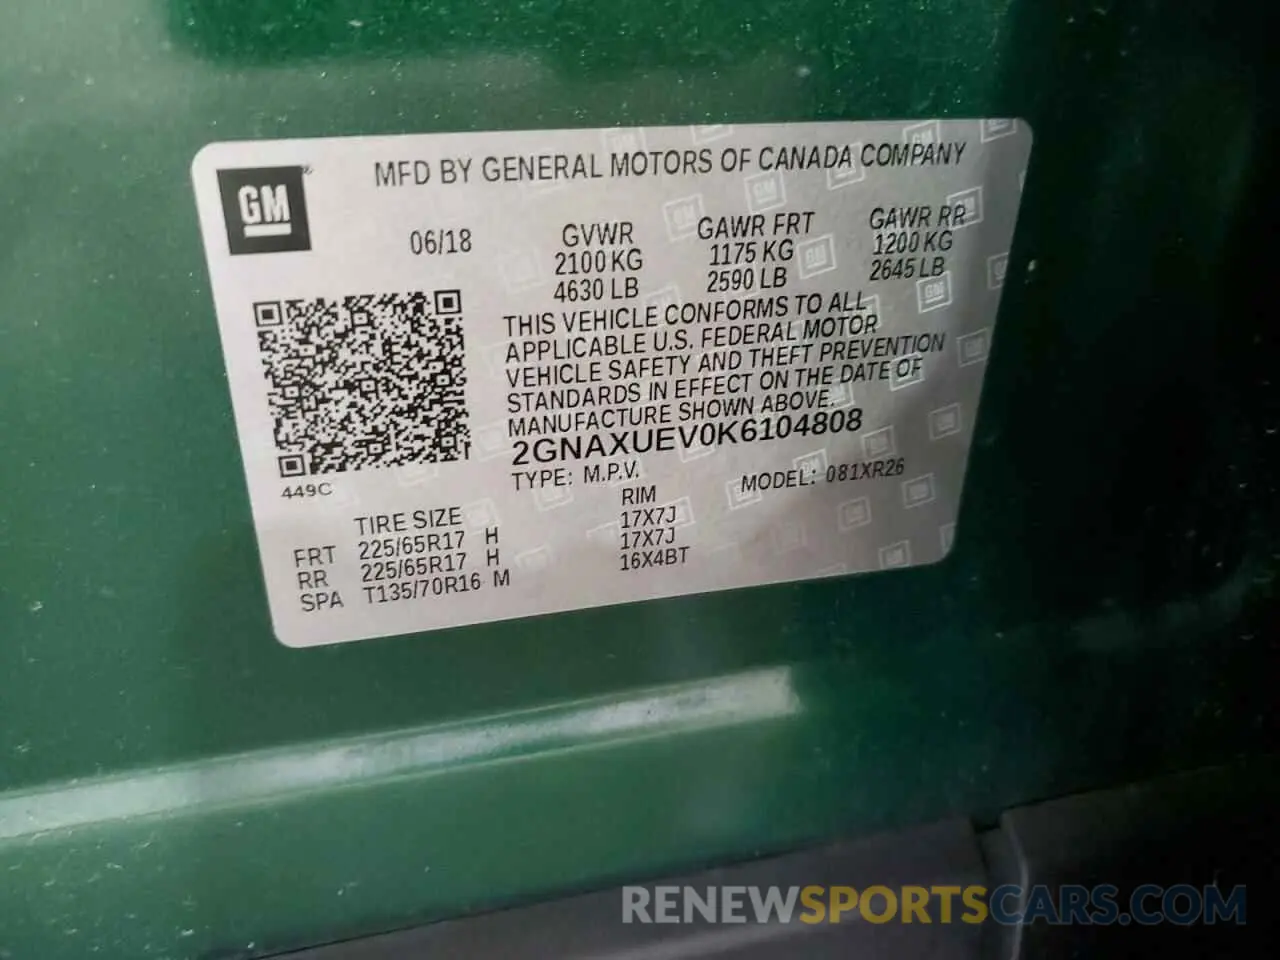 GM
MFD BY GENERAL MOTORS OF CANADA COMPANY
06/18
GVWR
2100 KG
4630 LB
GAWR FRT
1175 KG
2590 LB
GAWR RR
1200 KG
2645 LB
THIS VEHICLE CONFORMS TO ALL
APPLICABLE U.S. FEDERAL MOTOR
VEHICLE SAFETY AND THEFT PREVENTION
STANDARDS IN EFFECT ON THE DATE OF
MANUFACTURE SHOWN ABOVE.
2GNAXUEV0K6104808
TYPE: M.P.V. MODEL: 081XR26
449C
TIRE SIZE RIM
FRT 225/65R17 H 17X7J
RR 225/65R17 H 17X7J
SPA T135/70R16 M 16X4BT
RENEWSPORTSCARS.COM